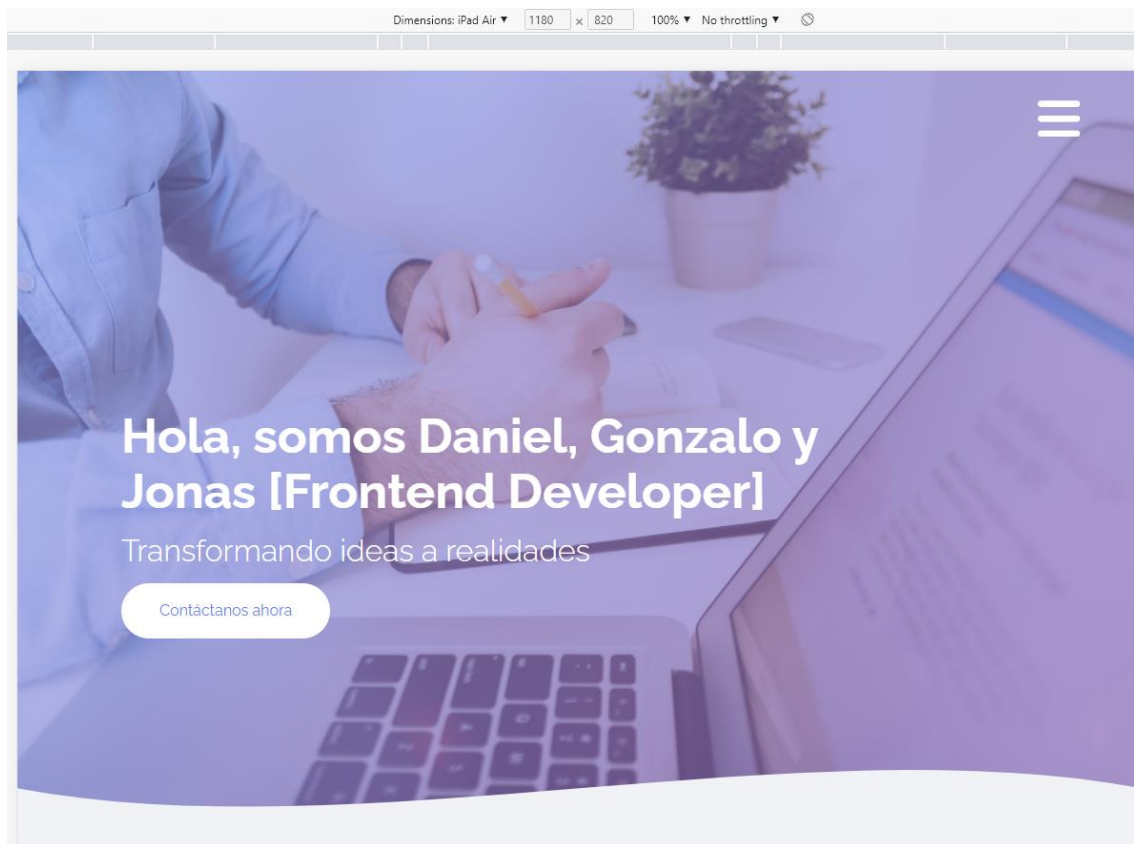 Dimensions: iPad Air ▼ 1180 × 820 100% ▼ No throttling ▼
Hola, somos Daniel, Gonzalo y
Jonas [Frontend Developer]
Transformando ideas a realidades
Contáctanos ahora